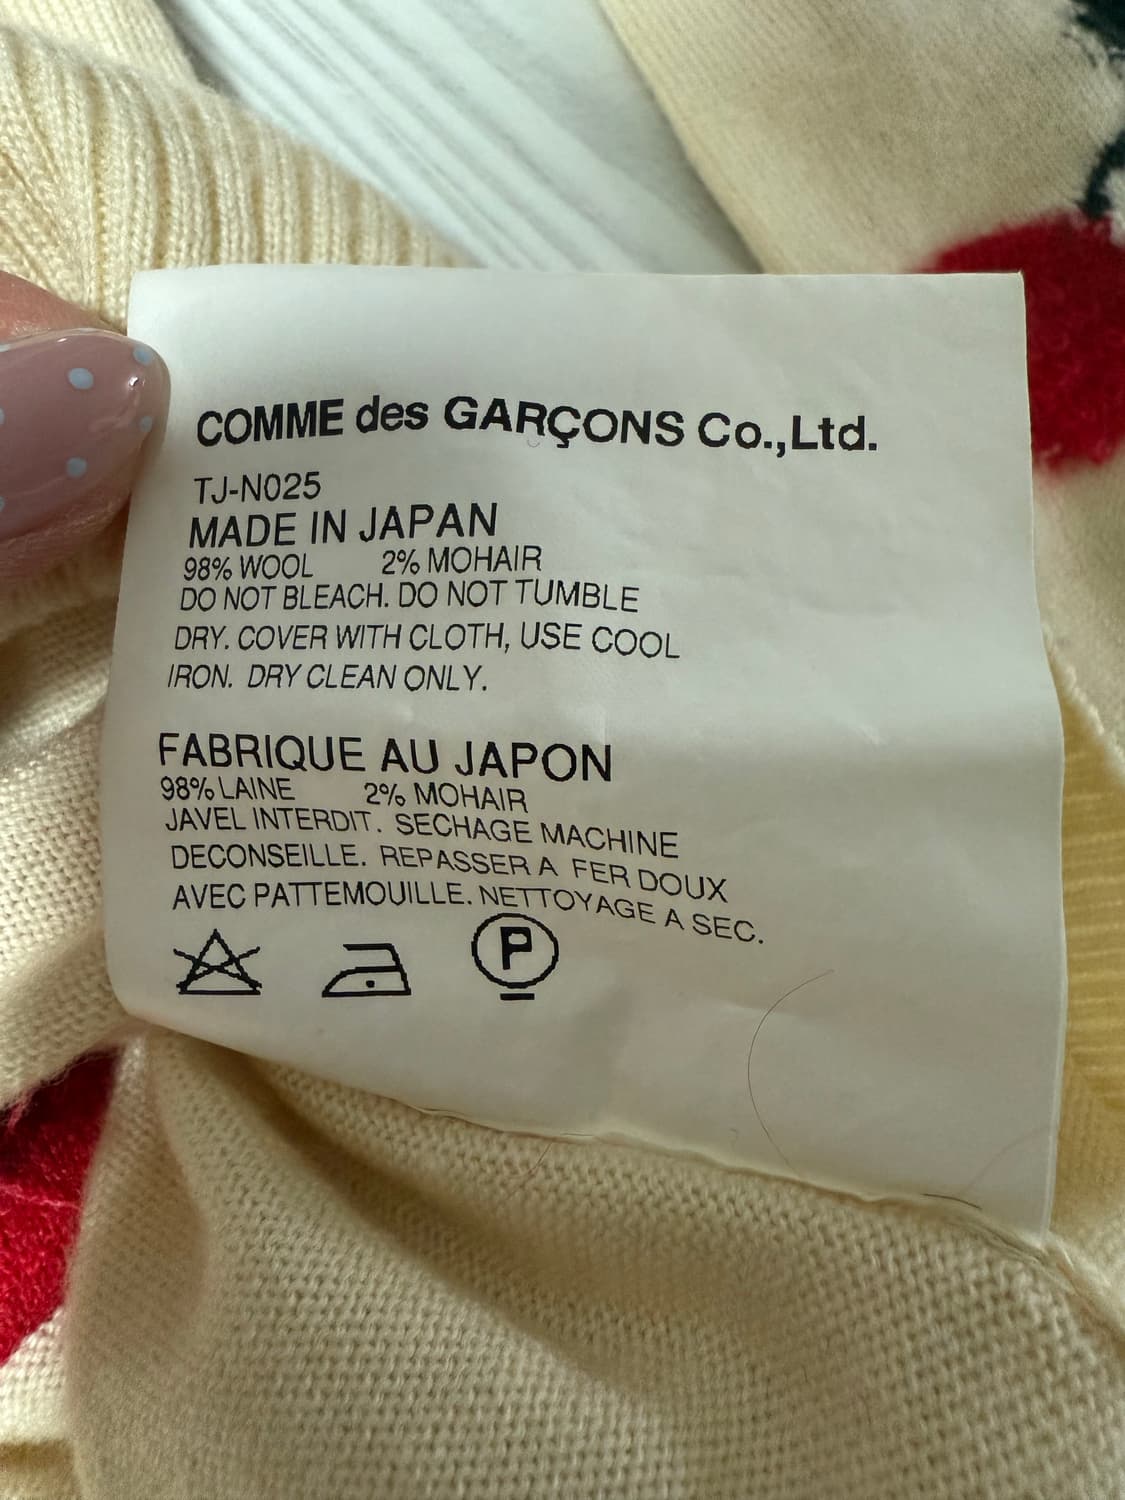 COMME des GARÇONS Co.,Ltd.
TJ-N025
MADE IN JAPAN
98% WOOL 2% MOHAIR
DO NOT BLEACH. DO NOT TUMBLE
DRY. COVER WITH CLOTH, USE COOL
IRON. DRY CLEAN ONLY.
FABRIQUE AU JAPON
98% LAINE 2% MOHAIR
JAVEL INTERDIT. SECHAGE MACHINE
DECONSEILLE. REPASSER A FER DOUX
AVEC PATTEMOUILLE. NETTOYAGE A SEC.
P